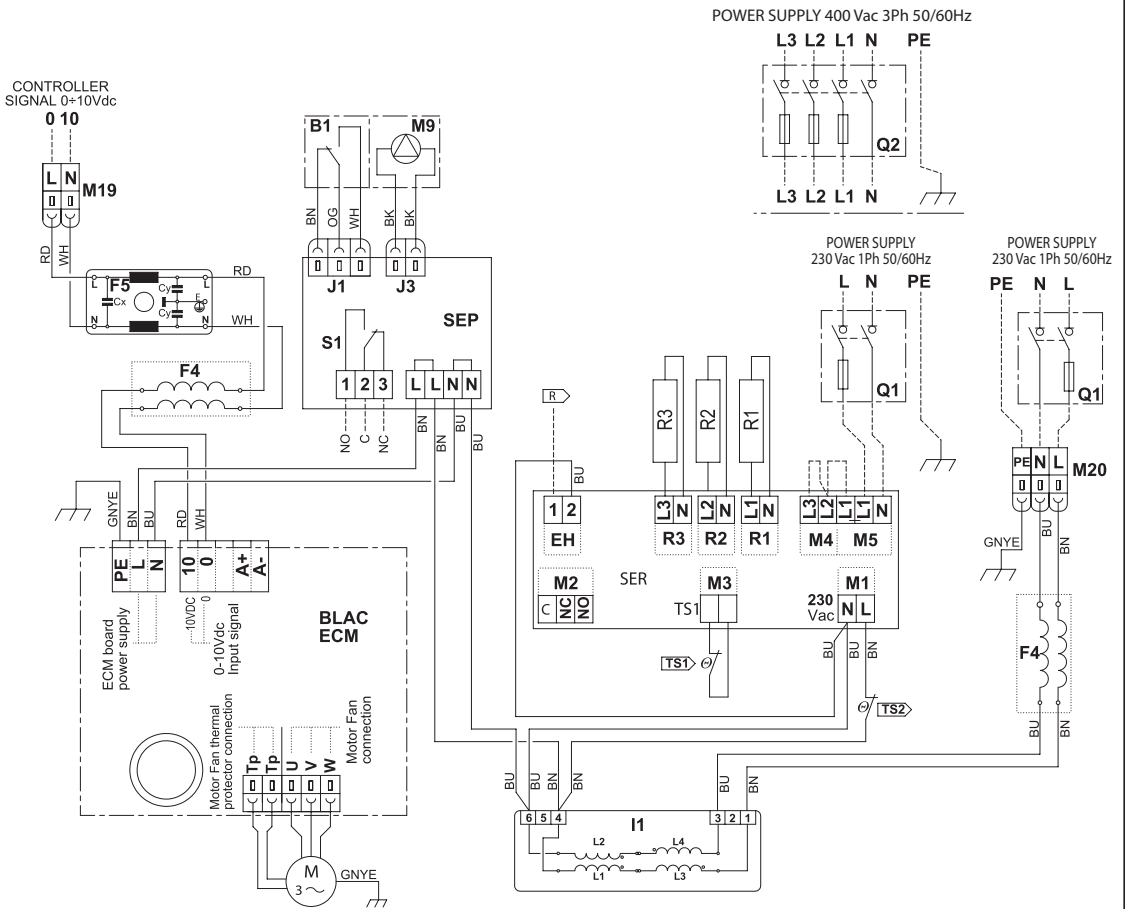 POWER SUPPLY 400 Vac 3Ph 50/60Hz
L3 L2 L1 N PE
Q2
L3 L2 L1 N
CONTROLLER
SIGNAL 0÷10Vdc
0 10
L N
M19
RD
WH
F5
L
N
Cx
Cy
Cy
E
L
N
RD
WH
F4
B1
M9
BN
OG
WH
BK
BK
J1
J3
SEP
S1
1 2 3
L L N N
NO
C
NC
BN
BN
BU
BU
POWER SUPPLY
230 Vac 1Ph 50/60Hz
L N PE
Q1
POWER SUPPLY
230 Vac 1Ph 50/60Hz
PE N L
Q1
PE N L
M20
GNYE
BU
BN
F4
BU
BN
R
BU
R3
R2
R1
1 2
EH
L3 N
R3
L2 N
R2
L1 N
R1
L3 L2 L1 L1 N
M4
M5
SER
M2
C NC NO
M3
TS1
M1
230
Vac
N L
TS1
BU
BU
BN
TS2
GNYE
BN
BU
RD
WH
PE L N
10 0 A+ A-
ECM board
power supply
-10VDC
0
0-10Vdc
Input signal
BLAC
ECM
Motor Fan thermal
protector connection
Motor Fan
connection
Tp Tp U V W
M
3~
GNYE
BU
BU
BN
BN
BU
BN
6 5 4
I1
3 2 1
L2
L4
L1
L3